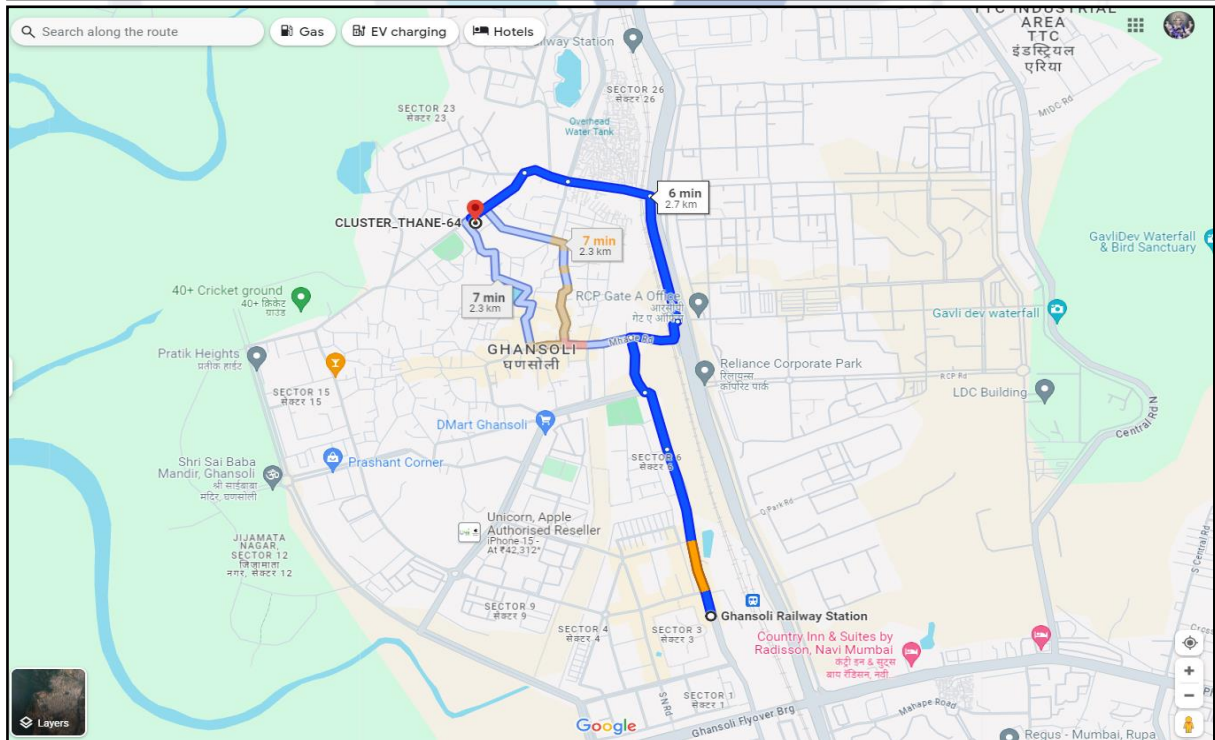 Search along the route
Gas
EV charging
Hotels
Railway Station
TTC INDUSTRIAL
AREA
TTC
इंडस्ट्रियल
एरिया
MIDC Rd
SECTOR 26
सेक्टर 26
SECTOR 23
सेक्टर 23
Overhead
Water Tank
6 min
2.7 km
CLUSTER_THANE-64
7 min
2.3 km
GavliDev Waterfall
& Bird Sanctuary
7 min
2.3 km
RCP Gate A Office
आरसीपी
गेट ए ऑफिस
40+ Cricket ground
40+ क्रिकेट
ग्राउंड
Gavli dev waterfall
Mhape Rd
GHANSOLI
घणसोली
Pratik Heights
प्रतीक हाईट
Reliance Corporate Park
रिलायन्स
कॉर्पोरेट पार्क
RCP Rd
LDC Building
SECTOR 15
सेक्टर 15
Central Rd N
DMart Ghansoli
Prashant Corner
SECTOR 6
सेक्टर 6
Shri Sai Baba
Mandir, Ghansoli
श्री साईबाबा
मंदिर, घणसोली
Q Park Rd
Unicorn, Apple
Authorised Reseller
iPhone 15 -
At ₹42,312*
JIJAMATA
NAGAR,
SECTOR 12
जिजामाता
नगर, सेक्टर 12
S Central Rd
SECTOR 9
सेक्टर 9
SECTOR 4
सेक्टर 4
SECTOR 3
सेक्टर 3
Ghansoli Railway Station
Country Inn & Suites by
Radisson, Navi Mumbai
कंट्री इन & सुट्स
बाय रॅडिसन, नवी
SECTOR 1
सेक्टर 1
S N Rd
Ghansoli Flyover Brg
Mahape Road
Regus - Mumbai, Rupa
Layers
Google